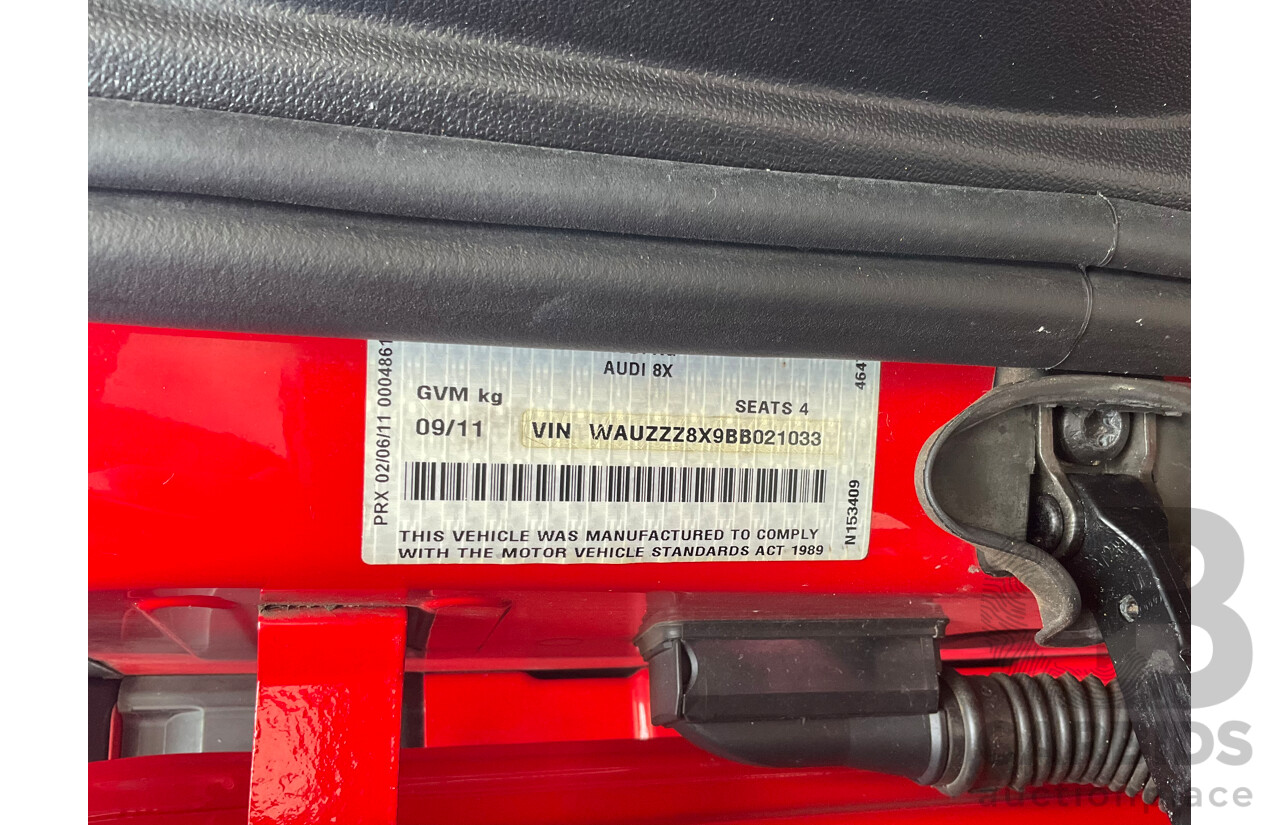 AUDI 8X
GVM kg
SEATS 4
09/11
VIN WAUZZZ8X9BB021033
THIS VEHICLE WAS MANUFACTURED TO COMPLY
WITH THE MOTOR VEHICLE STANDARDS ACT 1989
PRX 02/06/11 0004861
464
N153409